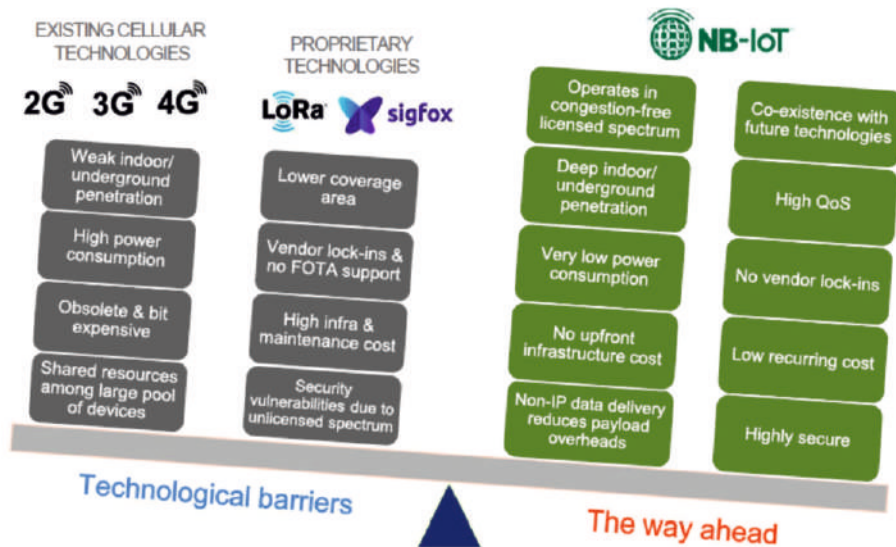 EXISTING CELLULAR
TECHNOLOGIES
2G 3G 4G
Weak indoor/
underground
penetration
High power
consumption
Obsolete & bit
expensive
Shared resources
among large pool
of devices
PROPRIETARY
TECHNOLOGIES
LoRa sigfox
Lower coverage
area
Vendor lock-ins &
no FOTA support
High infra &
maintenance cost
Security
vulnerabilities due to
unlicensed spectrum
NB-IoT
Operates in
congestion-free
licensed spectrum
Deep indoor/
underground
penetration
Very low power
consumption
No upfront
infrastructure cost
Non-IP data delivery
reduces payload
overheads
Co-existence with
future technologies
High QoS
No vendor lock-ins
Low recurring cost
Highly secure
Technological barriers
The way ahead